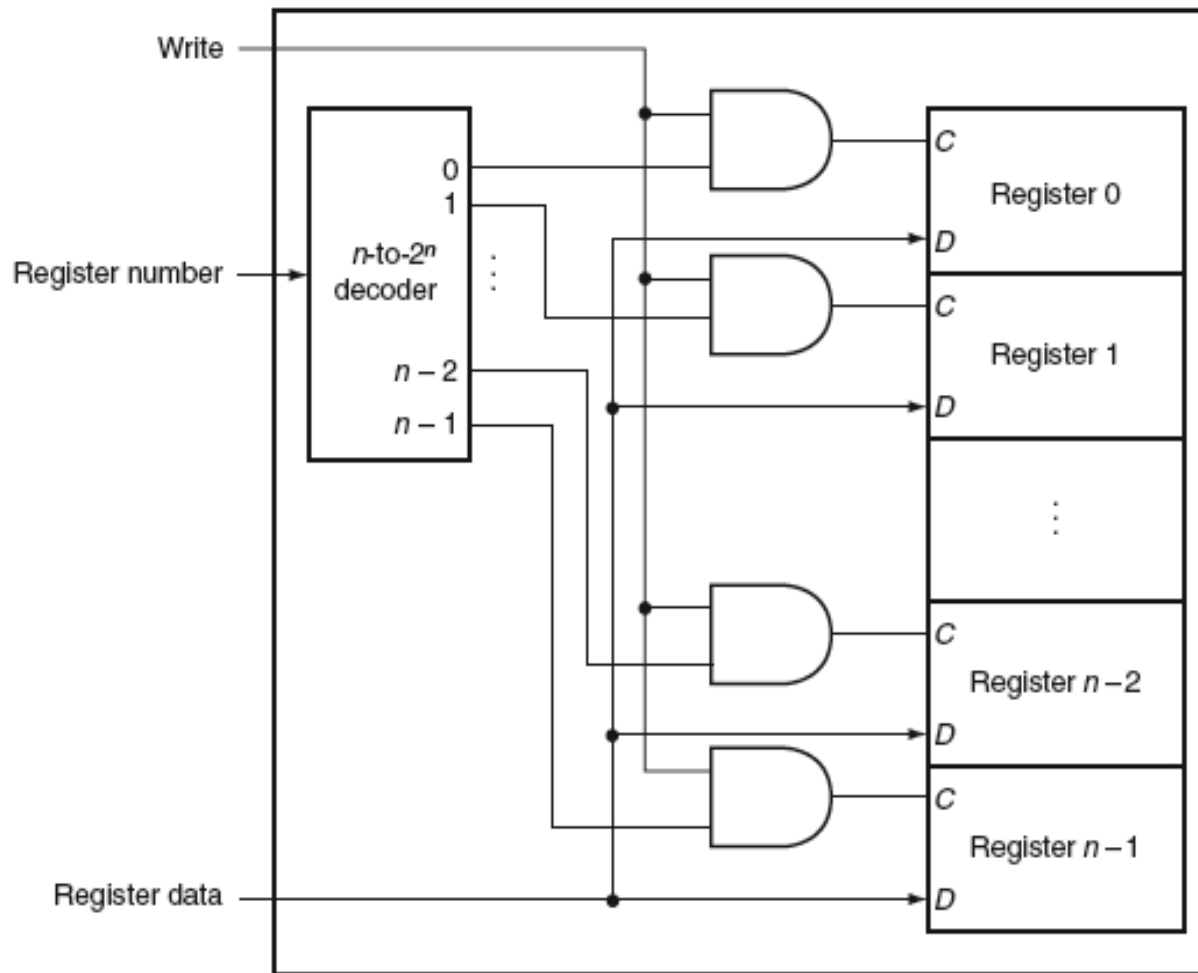 Write
0
1
n-to-2ⁿ
decoder
⋮
n – 2
n – 1
Register number
Register data
C
Register 0
D
C
Register 1
D
⋮
C
Register n – 2
D
C
Register n – 1
D